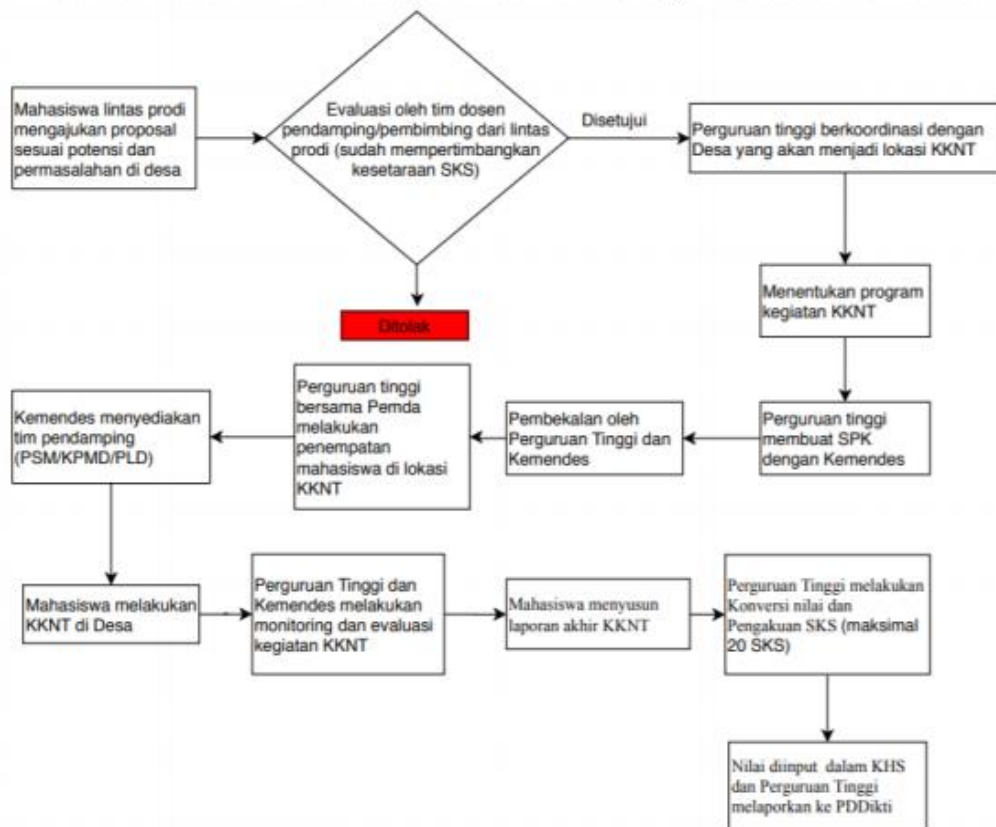 Mahasiswa lintas prodi
mengajukan proposal
sesuai potensi dan
permasalahan di desa
Evaluasi oleh tim dosen
pendamping/pembimbing dari lintas
prodi (sudah mempertimbangkan
kesetaraan SKS)
Disetujui
Perguruan tinggi berkoordinasi dengan
Desa yang akan menjadi lokasi KKNT
Ditolak
Menentukan program
kegiatan KKNT
Perguruan tinggi
membuat SPK
dengan Kemendes
Pembekalan oleh
Perguruan Tinggi dan
Kemendes
Perguruan tinggi
bersama Pemda
melakukan
penempatan
mahasiswa di lokasi
KKNT
Kemendes menyediakan
tim pendamping
(PSM/KPMD/PLD)
Mahasiswa melakukan
KKNT di Desa
Perguruan Tinggi dan
Kemendes melakukan
monitoring dan evaluasi
kegiatan KKNT
Mahasiswa menyusun
laporan akhir KKNT
Perguruan Tinggi melakukan
Konversi nilai dan
Pengakuan SKS (maksimal
20 SKS)
Nilai diinput dalam KHS
dan Perguruan Tinggi
melaporkan ke PDDikti